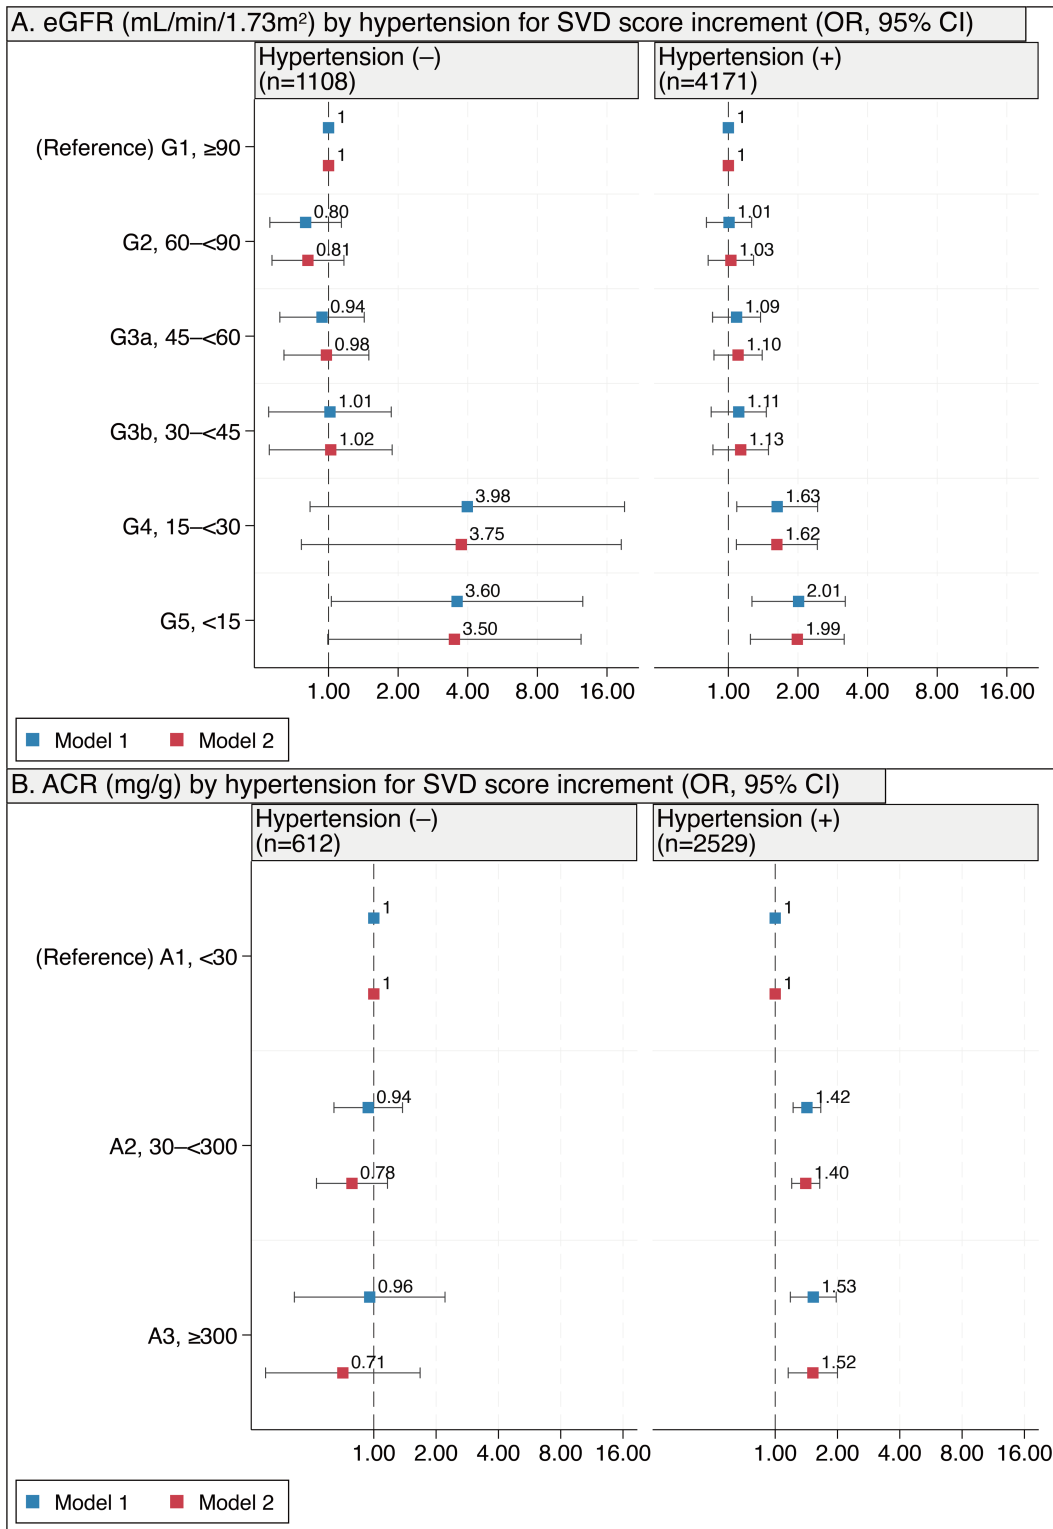 A. eGFR (mL/min/1.73m²) by hypertension for SVD score increment (OR, 95% CI)
Hypertension (–)
(n=1108)
Hypertension (+)
(n=4171)
(Reference) G1, ≥90
1
1
1
1
G2, 60–<90
0.80
0.81
1.01
1.03
G3a, 45–<60
0.94
0.98
1.09
1.10
G3b, 30–<45
1.01
1.02
1.11
1.13
G4, 15–<30
3.98
3.75
1.63
1.62
G5, <15
3.60
3.50
2.01
1.99
1.00 2.00 4.00 8.00 16.00
1.00 2.00 4.00 8.00 16.00
Model 1 Model 2
B. ACR (mg/g) by hypertension for SVD score increment (OR, 95% CI)
Hypertension (–)
(n=612)
Hypertension (+)
(n=2529)
(Reference) A1, <30
1
1
1
1
A2, 30–<300
0.94
0.78
1.42
1.40
A3, ≥300
0.96
0.71
1.53
1.52
1.00 2.00 4.00 8.00 16.00
1.00 2.00 4.00 8.00 16.00
Model 1 Model 2